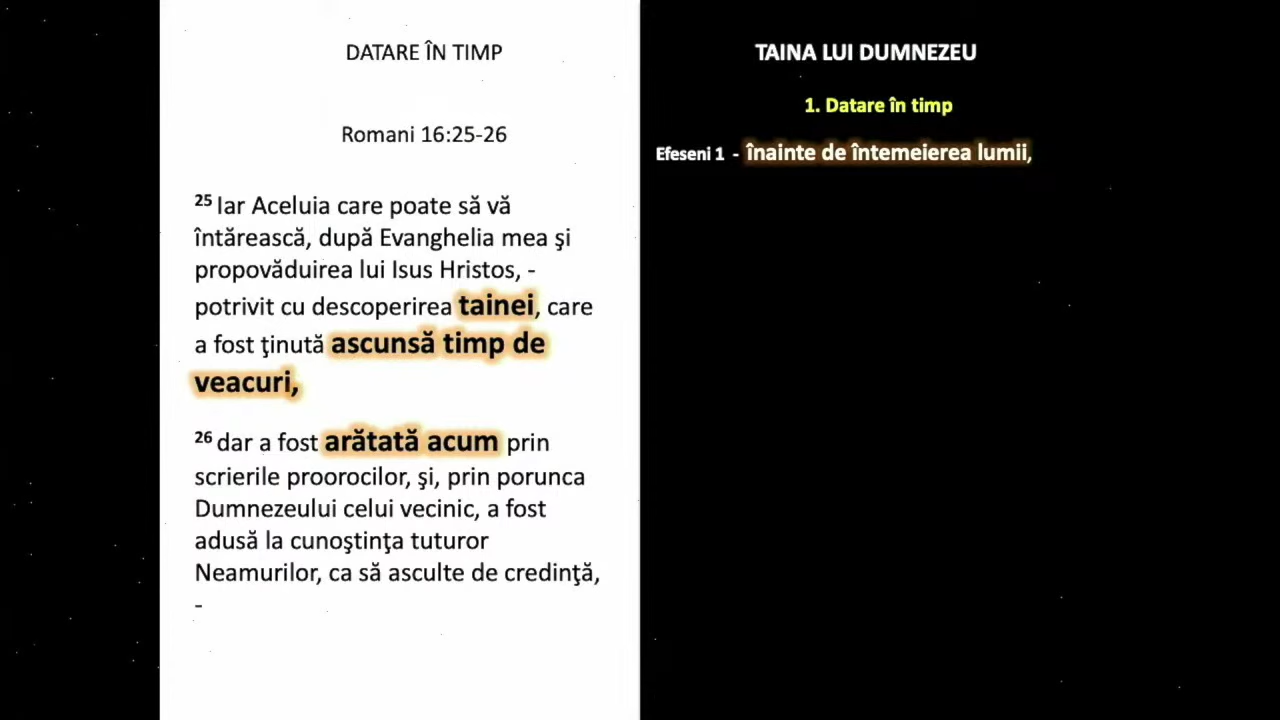 DATARE ÎN TIMP
Romani 16:25-26
25 Iar Aceluia care poate să vă
întărească, după Evanghelia mea şi
propovăduirea lui Isus Hristos, -
potrivit cu descoperirea tainei, care
a fost ţinută ascunsă timp de
veacuri,
26 dar a fost arătată acum prin
scrierile proorocilor, şi, prin porunca
Dumnezeului celui vecinic, a fost
adusă la cunoştinţa tuturor
Neamurilor, ca să asculte de credinţă,
-
TAINA LUI DUMNEZEU
1. Datare în timp
Efeseni 1 - înainte de întemeierea lumii,